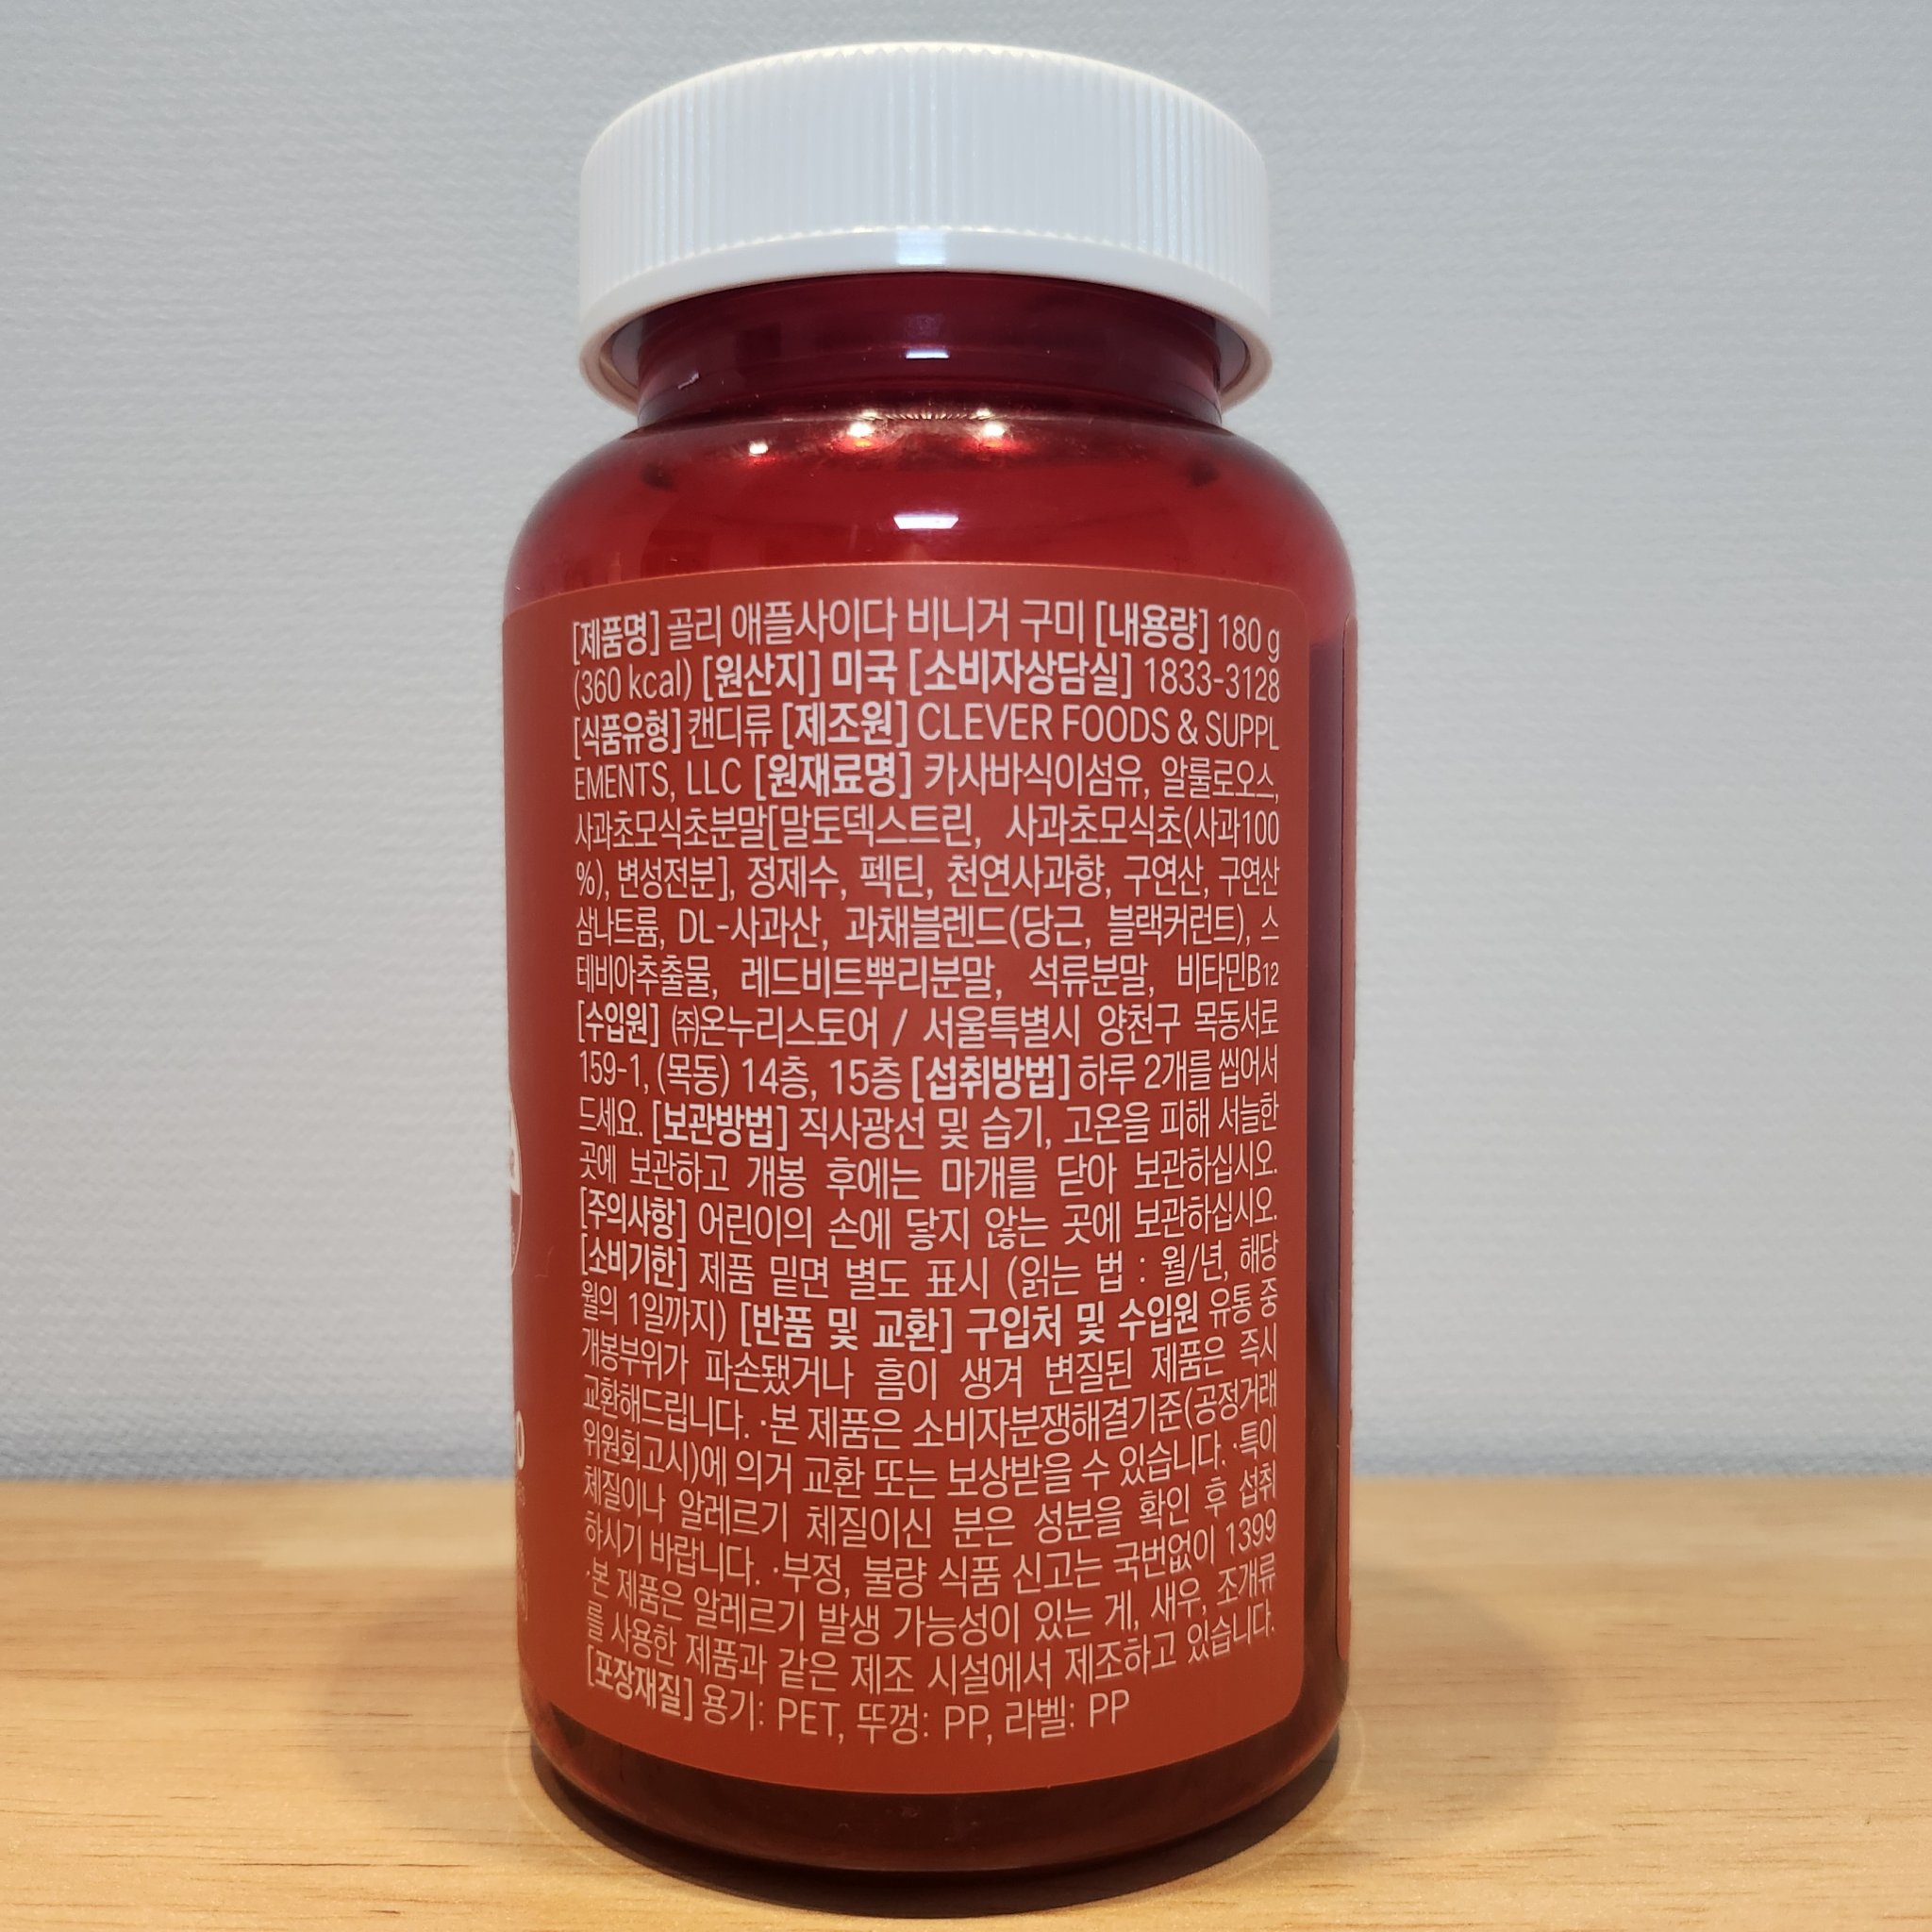 [제품명] 골리 애플사이다 비니거 구미 [내용량] 180 g
(360 kcal) [원산지] 미국 [소비자상담실] 1833-3128
[식품유형] 캔디류 [제조원] CLEVER FOODS & SUPPL
EMENTS, LLC [원재료명] 카사바식이섬유, 알룰로오스,
사과초모식초분말[말토덱스트린, 사과초모식초(사과100
%), 변성전분], 정제수, 펙틴, 천연사과향, 구연산, 구연산
삼나트륨, DL-사과산, 과채블렌드(당근, 블랙커런트), 스
테비아추출물, 레드비트뿌리분말, 석류분말, 비타민B12
[수입원] ㈜온누리스토어 / 서울특별시 양천구 목동서로
159-1, (목동) 14층, 15층 [섭취방법] 하루 2개를 씹어서
드세요. [보관방법] 직사광선 및 습기, 고온을 피해 서늘한
곳에 보관하고 개봉 후에는 마개를 닫아 보관하십시오.
[주의사항] 어린이의 손에 닿지 않는 곳에 보관하십시오.
[소비기한] 제품 밑면 별도 표시 (읽는 법 : 월/년, 해당
월의 1일까지) [반품 및 교환] 구입처 및 수입원 유통 중
개봉부위가 파손됐거나 흠이 생겨 변질된 제품은 즉시
교환해드립니다. ·본 제품은 소비자분쟁해결기준(공정거래
위원회고시)에 의거 교환 또는 보상받을 수 있습니다. ·특이
체질이나 알레르기 체질이신 분은 성분을 확인 후 섭취
하시기 바랍니다. ·부정, 불량 식품 신고는 국번없이 1399
·본 제품은 알레르기 발생 가능성이 있는 게, 새우, 조개류
를 사용한 제품과 같은 제조 시설에서 제조하고 있습니다.
[포장재질] 용기: PET, 뚜껑: PP, 라벨: PP